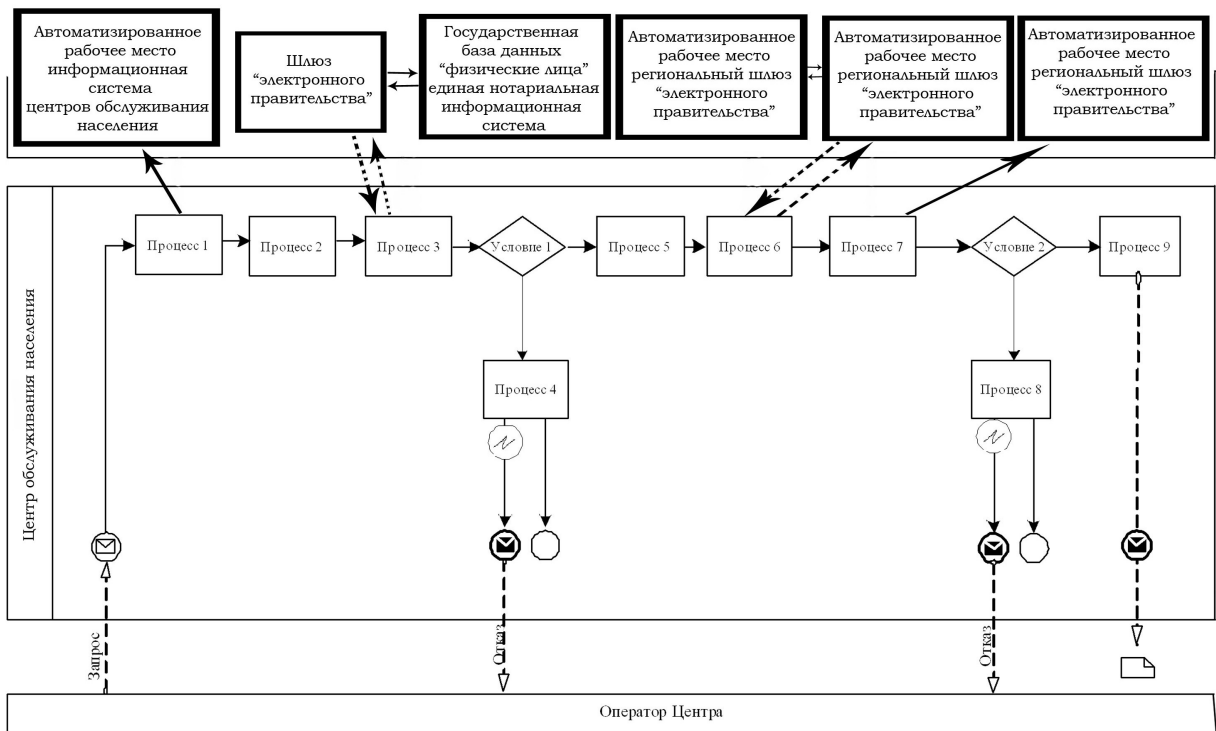 Автоматизированное
рабочее место
информационная
система
центров обслуживания
населения
Шлюз
“электронного
правительства”
Государственная
база данных
“физические лица”
единая нотариальная
информационная
система
Автоматизированное
рабочее место
региональный шлюз
“электронного
правительства”
Автоматизированное
рабочее место
региональный шлюз
“электронного
правительства”
Автоматизированное
рабочее место
региональный шлюз
“электронного
правительства”
Центр обслуживания населения
Процесс 1
Процесс 2
Процесс 3
Условие 1
Процесс 5
Процесс 6
Процесс 7
Условие 2
Процесс 9
Процесс 4
Процесс 8
Запрос
Отказ
Отказ
Оператор Центра